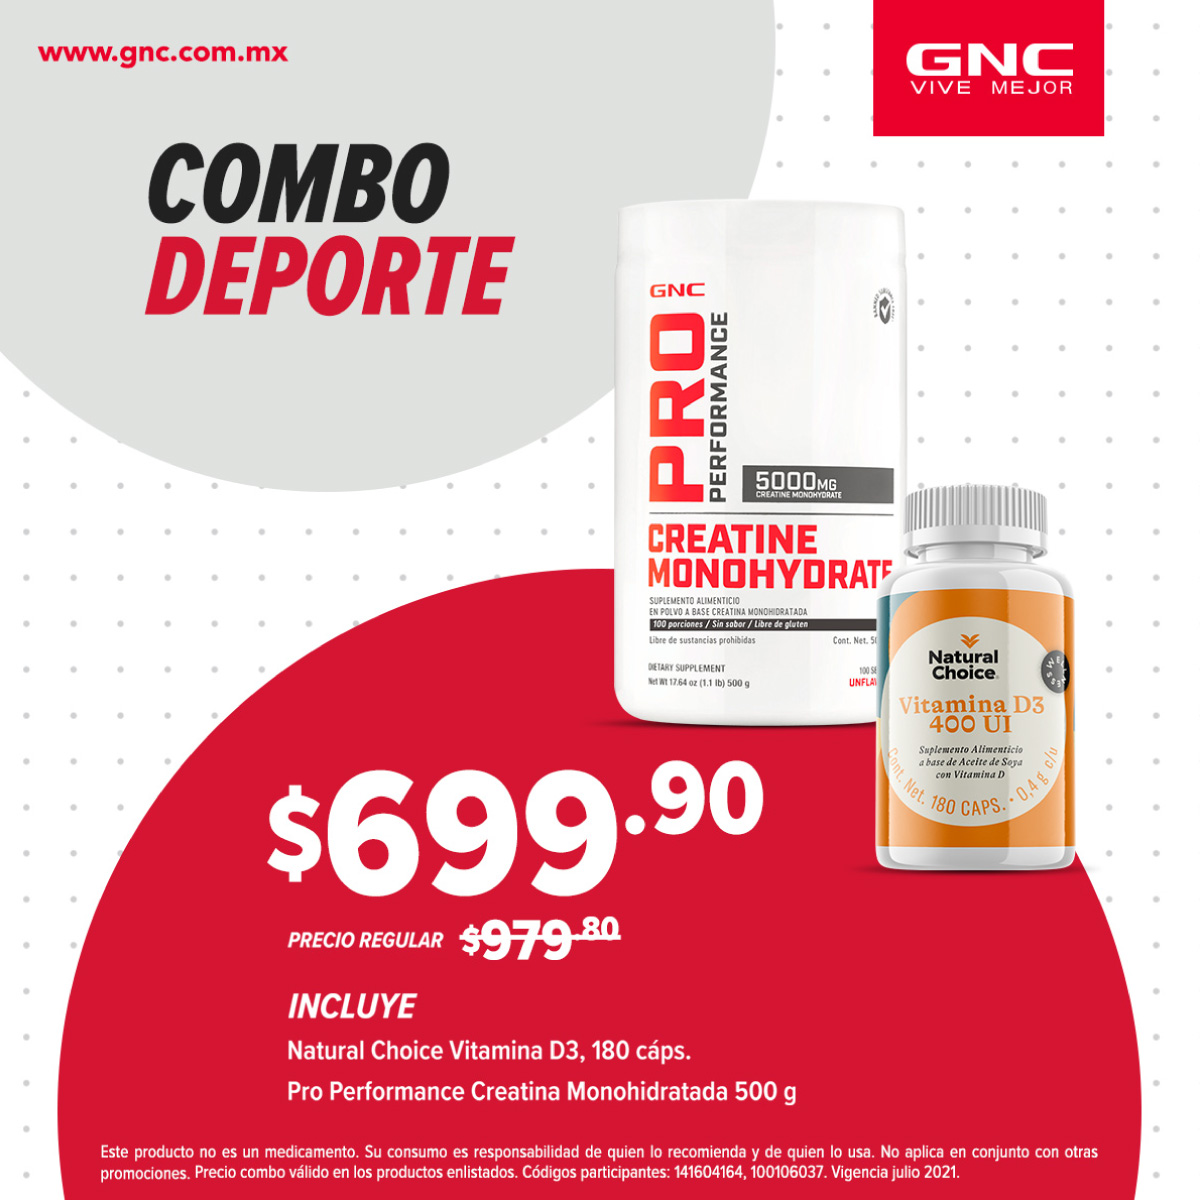 www.gnc.com.mx
GNC
VIVE MEJOR
COMBO
DEPORTE
GNC
PRO
PERFORMANCE
5000MG
CREATINE MONOHYDRATE
CREATINE
MONOHYDRATE
SUPLEMENTO ALIMENTICIO
EN POLVO A BASE CREATINA MONOHIDRATADA
100 porciones / Sin sabor / Libre de gluten
Libre de sustancias prohibidas
Cont. Net.
DIETARY SUPPLEMENT
Net Wt 17.64 oz (1.1 lb) 500 g
100
Natural
Choice
Vitamina D3
400 UI
Suplemento Alimenticio
a base de Aceite de Soya
con Vitamina D
Cont. Net. 180 CAPS. • 0,4 g c/u
$699.90
PRECIO REGULAR $979.80
INCLUYE
Natural Choice Vitamina D3, 180 cáps.
Pro Performance Creatina Monohidratada 500 g
Este producto no es un medicamento. Su consumo es responsabilidad de quien lo recomienda y de quien lo usa. No aplica en conjunto con otras
promociones. Precio combo válido en los productos enlistados. Códigos participantes: 141604164, 100106037. Vigencia julio 2021.